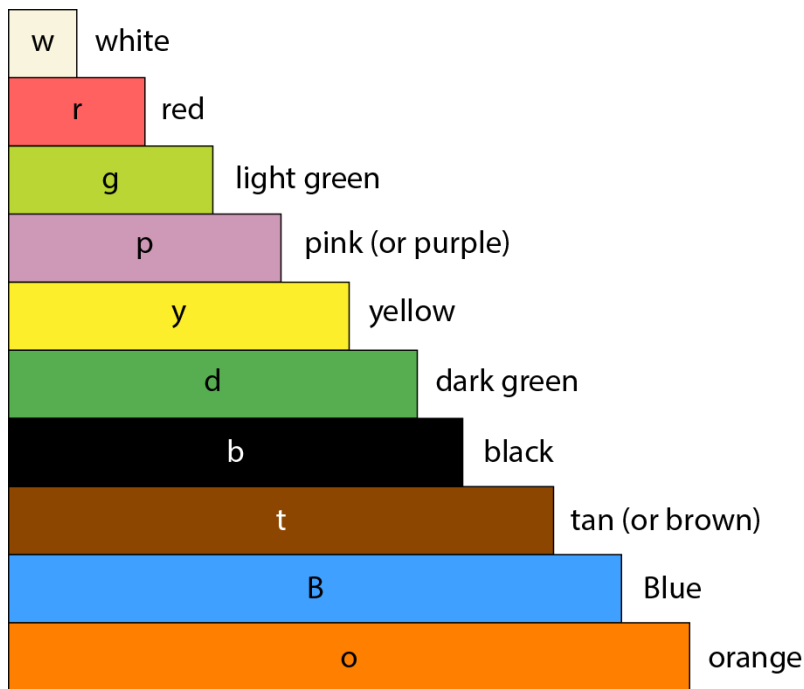 w white
r red
g light green
p pink (or purple)
y yellow
d dark green
b black
t tan (or brown)
B Blue
o orange